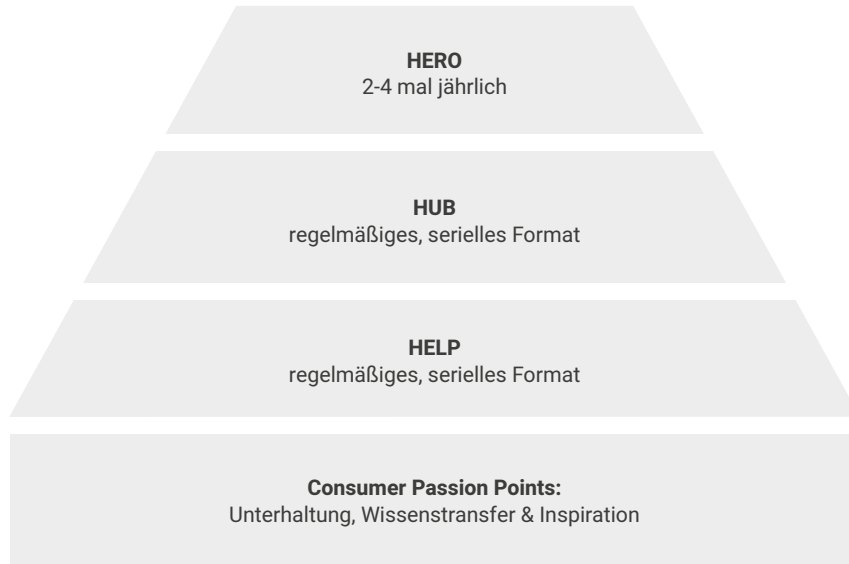 HERO
2-4 mal jährlich
HUB
regelmäßiges, serielles Format
HELP
regelmäßiges, serielles Format
Consumer Passion Points:
Unterhaltung, Wissenstransfer & Inspiration